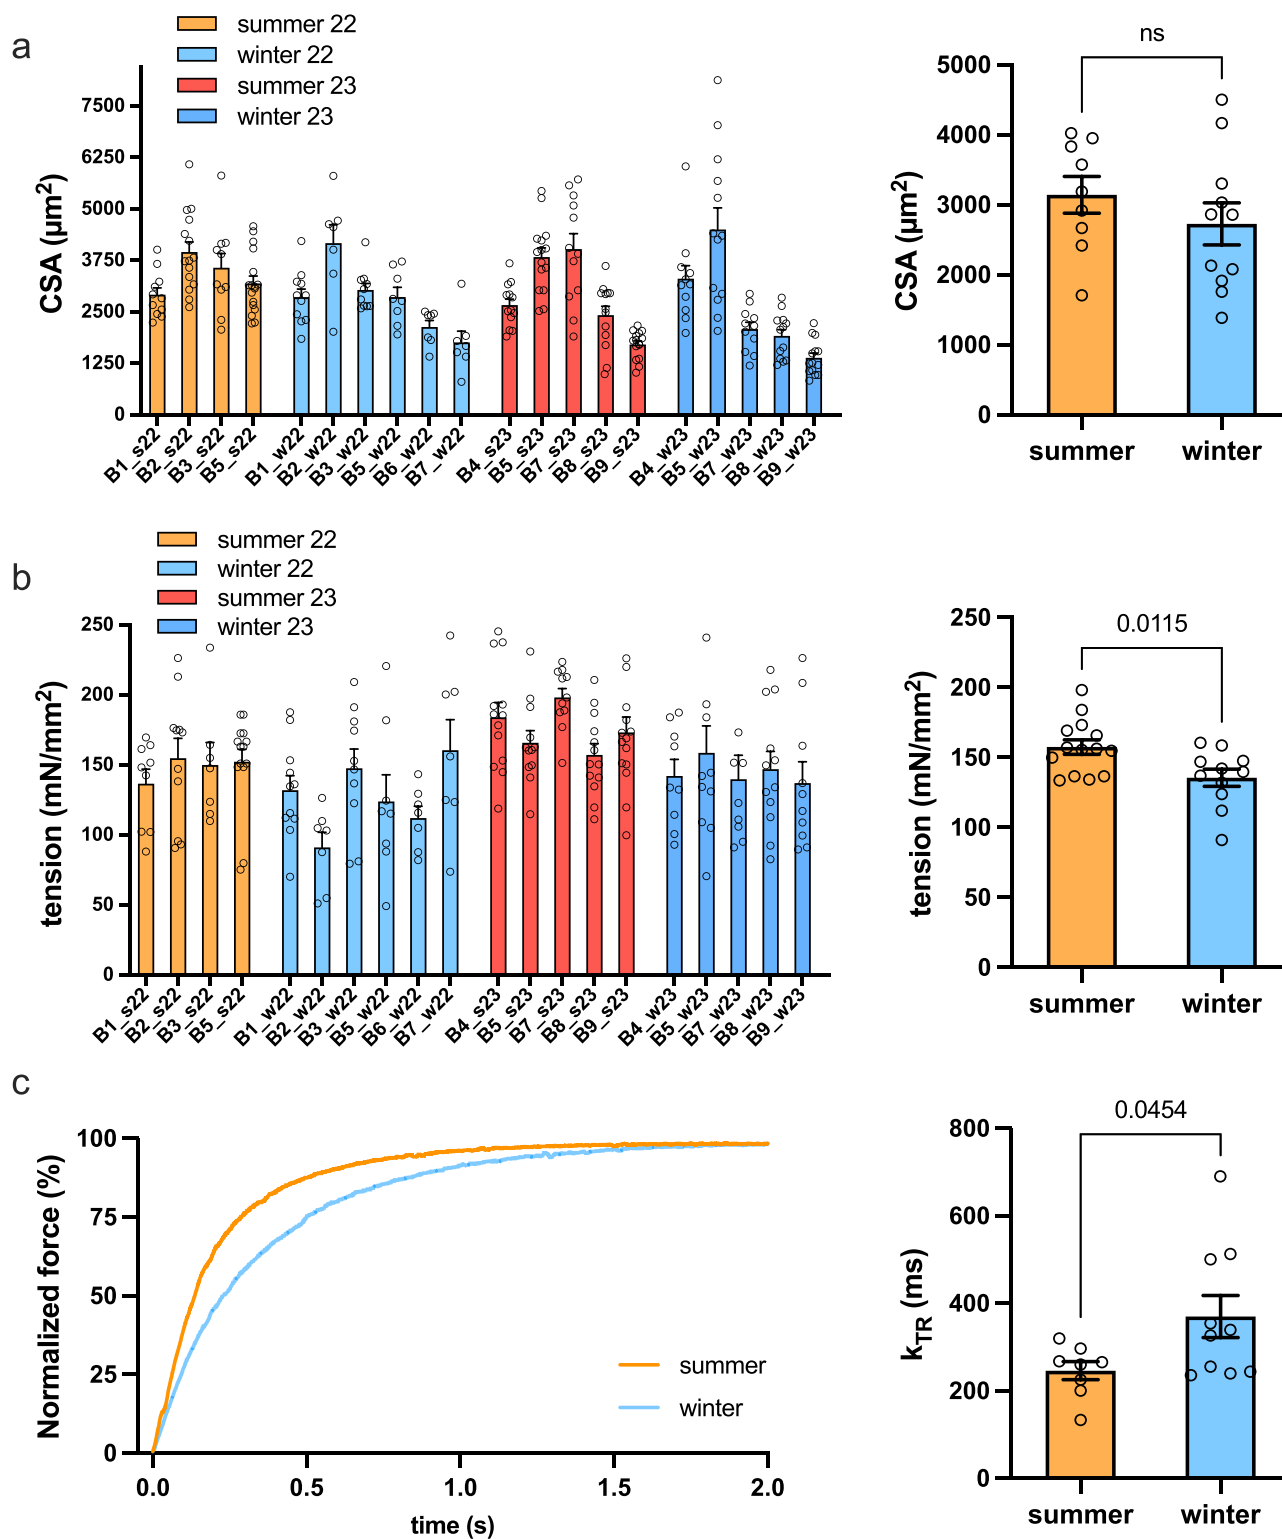 a
summer 22
winter 22
summer 23
winter 23
CSA (µm²)
7500
6250
5000
3750
2500
1250
0
B1_s22 B2_s22 B3_s22 B5_s22 B1_w22 B2_w22 B3_w22 B5_w22 B6_w22 B7_w22 B4_s23 B5_s23 B7_s23 B8_s23 B9_s23 B4_w23 B5_w23 B7_w23 B8_w23 B9_w23
ns
CSA (µm²)
5000
4000
3000
2000
1000
0
summer winter
b
summer 22
winter 22
summer 23
winter 23
tension (mN/mm²)
250
200
150
100
50
0
B1_s22 B2_s22 B3_s22 B5_s22 B1_w22 B2_w22 B3_w22 B5_w22 B6_w22 B7_w22 B4_s23 B5_s23 B7_s23 B8_s23 B9_s23 B4_w23 B5_w23 B7_w23 B8_w23 B9_w23
0.0115
tension (mN/mm²)
250
200
150
100
50
0
summer winter
c
Normalized force (%)
100
75
50
25
0
summer
winter
0.0 0.5 1.0 1.5 2.0
time (s)
0.0454
kTR (ms)
800
600
400
200
0
summer winter